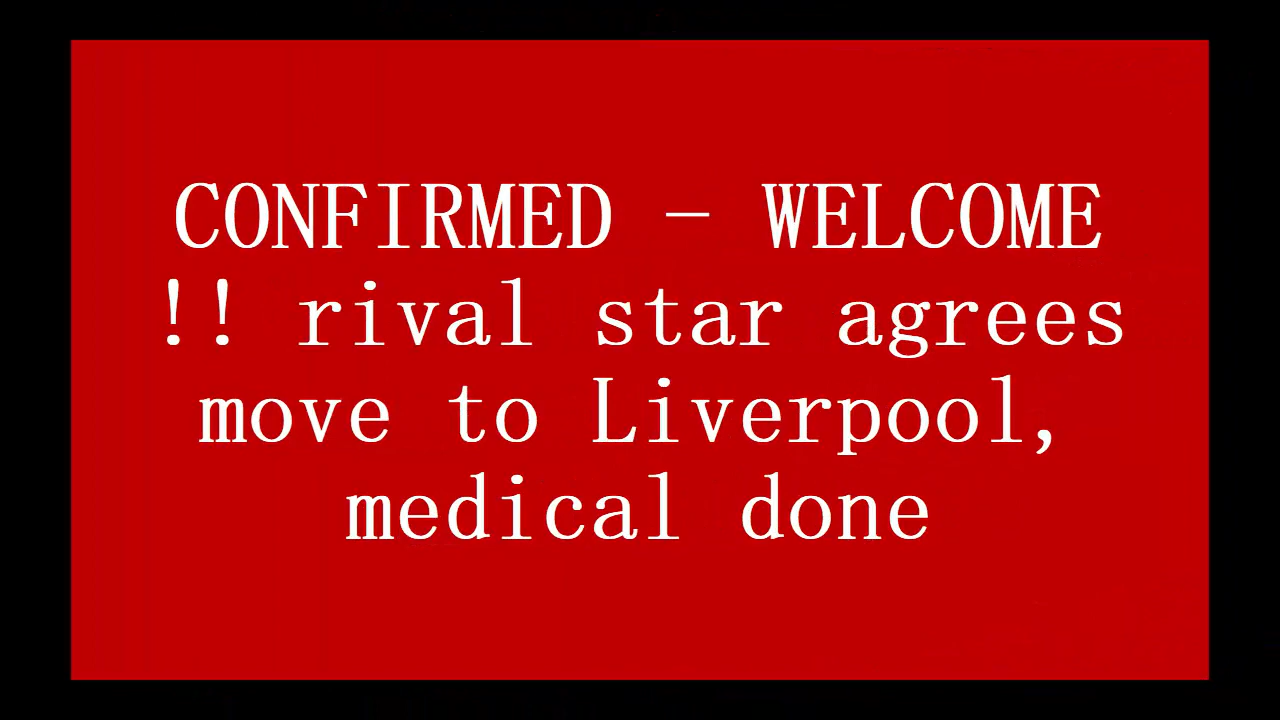 CONFIRMED – WELCOME
!! rival star agrees
move to Liverpool,
medical done